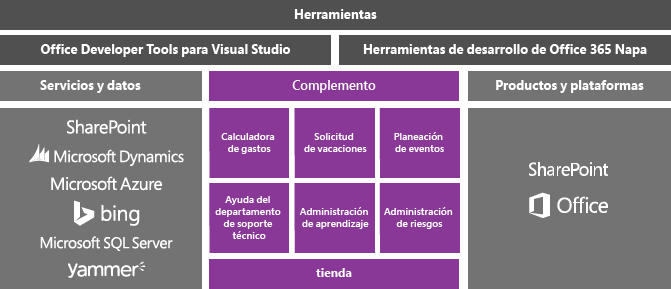 Herramientas
Office Developer Tools para Visual Studio
Herramientas de desarrollo de Office 365 Napa
Servicios y datos
Complemento
Productos y plataformas
SharePoint
Microsoft Dynamics
Microsoft Azure
bing
Microsoft SQL Server
yammer
Calculadora
de gastos
Solicitud
de vacaciones
Planeación
de eventos
Ayuda del
departamento
de soporte
técnico
Administración
de aprendizaje
Administración
de riesgos
tienda
SharePoint
Office